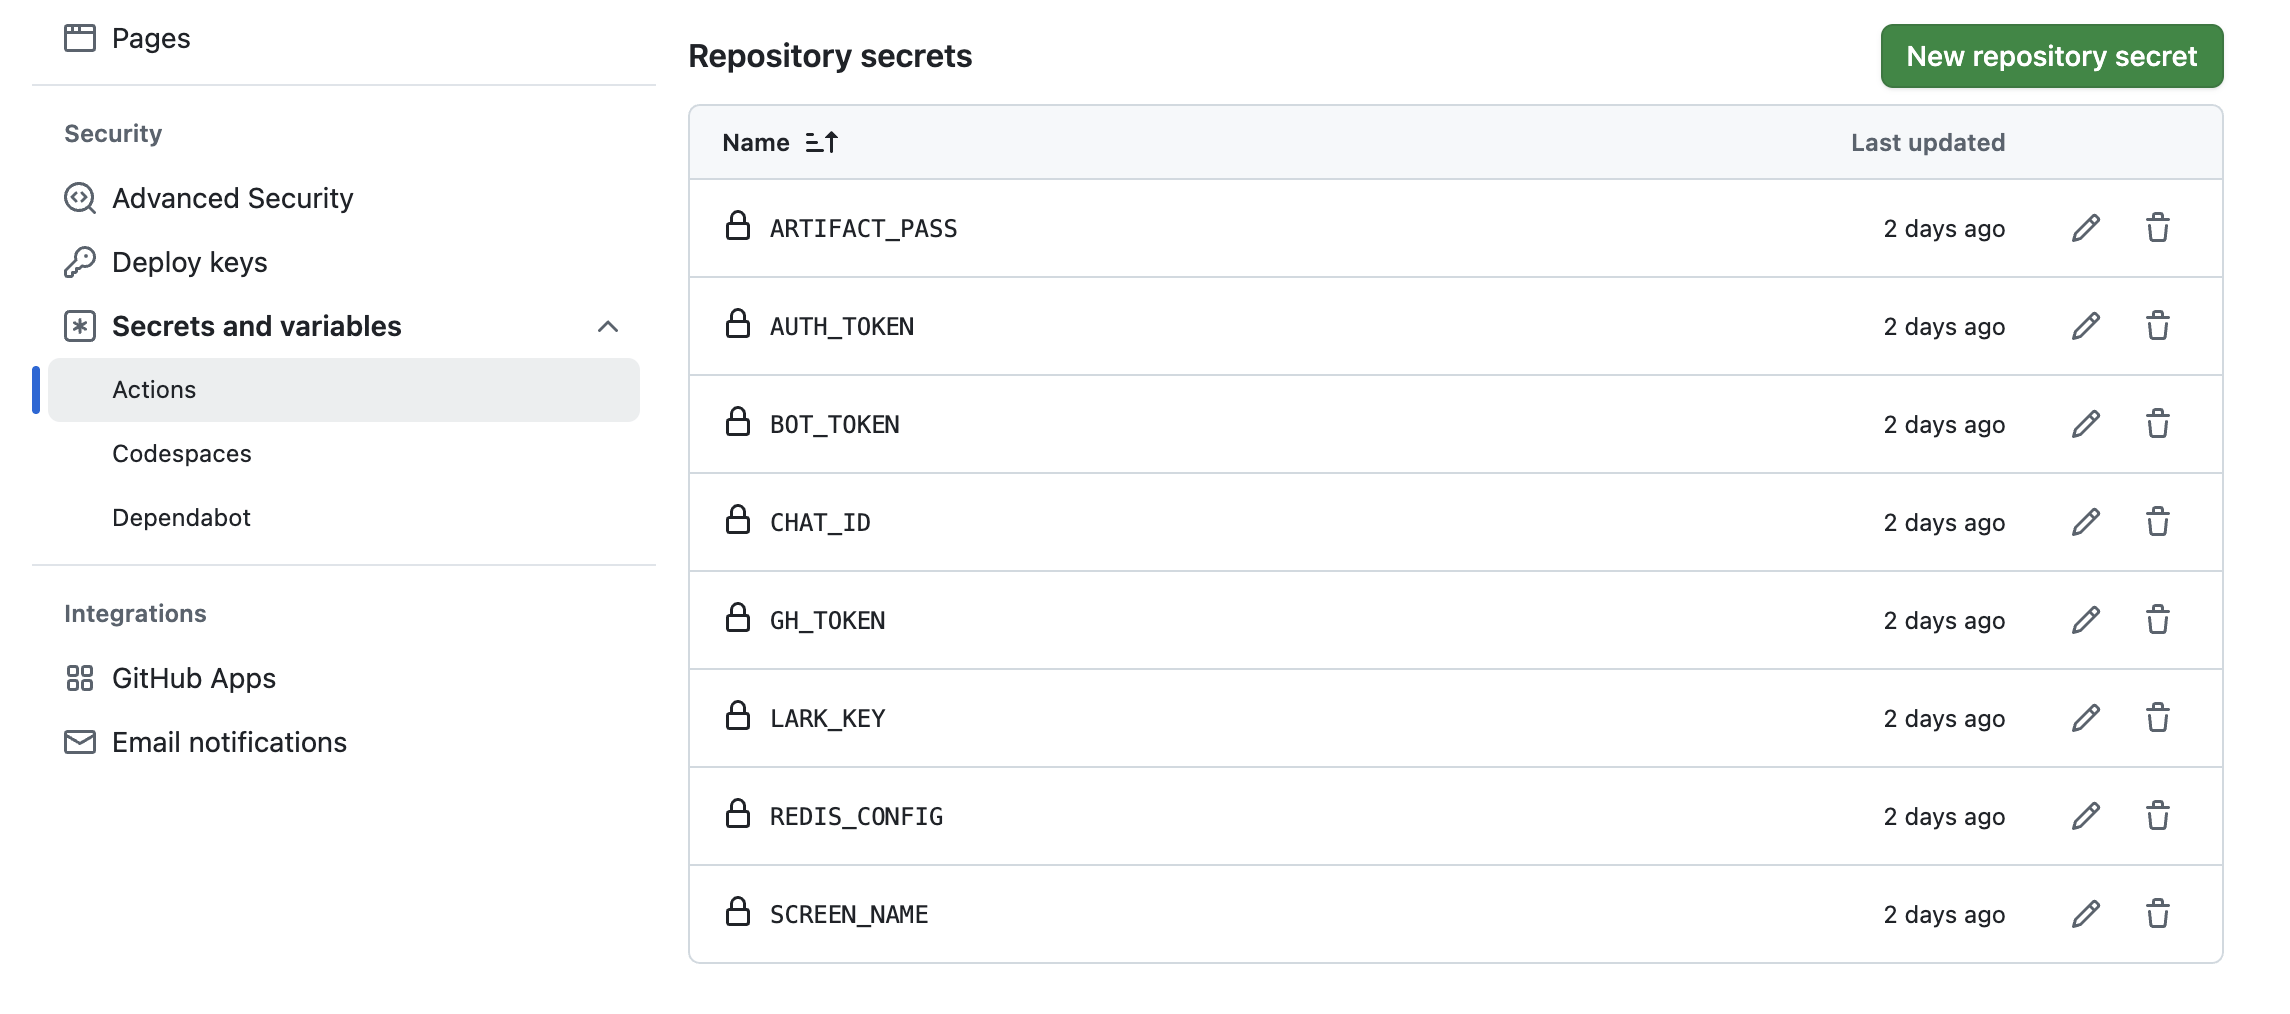 Pages
Security
Advanced Security
Deploy keys
Secrets and variables
Actions
Codespaces
Dependabot
Integrations
GitHub Apps
Email notifications
Repository secrets
New repository secret
Name Last updated
ARTIFACT_PASS 2 days ago
AUTH_TOKEN 2 days ago
BOT_TOKEN 2 days ago
CHAT_ID 2 days ago
GH_TOKEN 2 days ago
LARK_KEY 2 days ago
REDIS_CONFIG 2 days ago
SCREEN_NAME 2 days ago